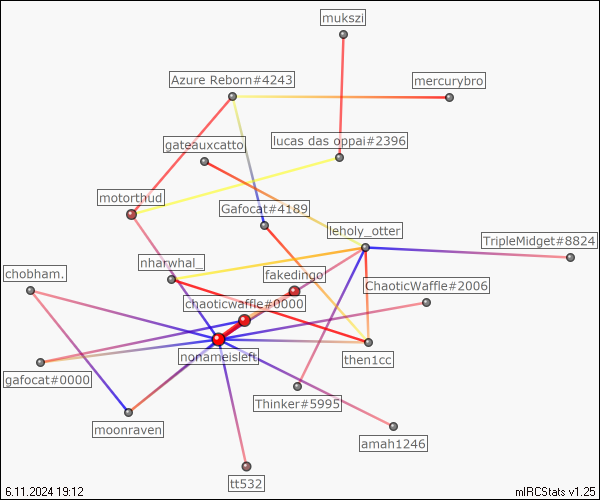 mukszi
Azure Reborn#4243
mercurybro
gateauxcatto
lucas das oppai#2396
motorthud
Gafocat#4189
leholy_otter
TripleMidget#8824
nharwhal_
chobham.
fakedingo
ChaoticWaffle#2006
chaoticwaffle#0000
nonameisleft
then1cc
gafocat#0000
Thinker#5995
moonraven
amah1246
tt532
6.11.2024 19:12
mIRCStats v1.25